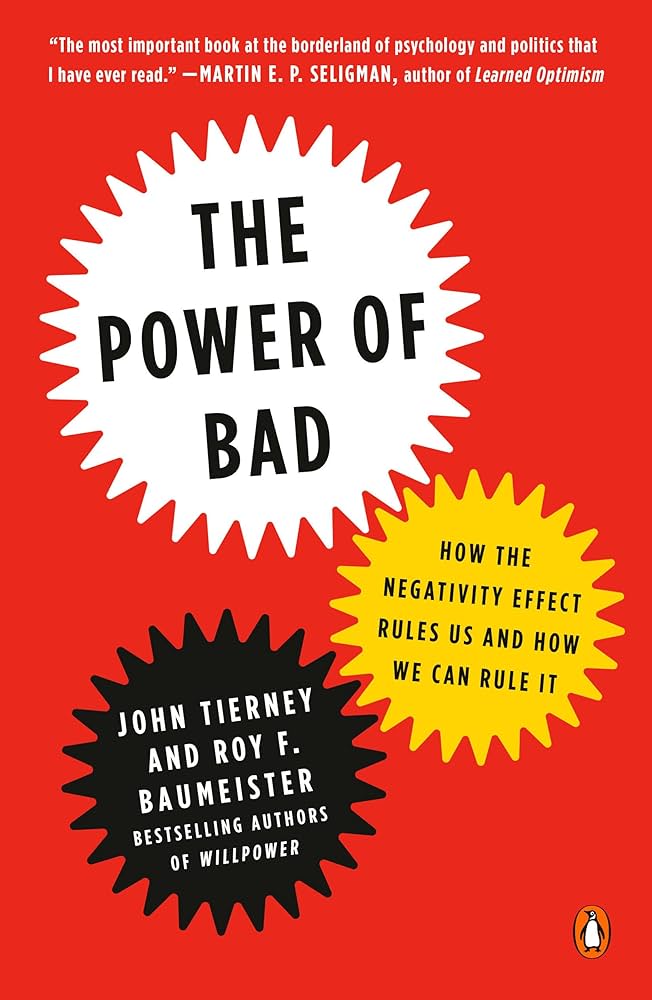 “The most important book at the borderland of psychology and politics that
I have ever read.” —MARTIN E. P. SELIGMAN, author of Learned Optimism
THE
POWER OF
BAD
HOW THE
NEGATIVITY EFFECT
RULES US AND HOW
WE CAN RULE IT
JOHN TIERNEY
AND ROY F.
BAUMEISTER
BESTSELLING AUTHORS
OF WILLPOWER